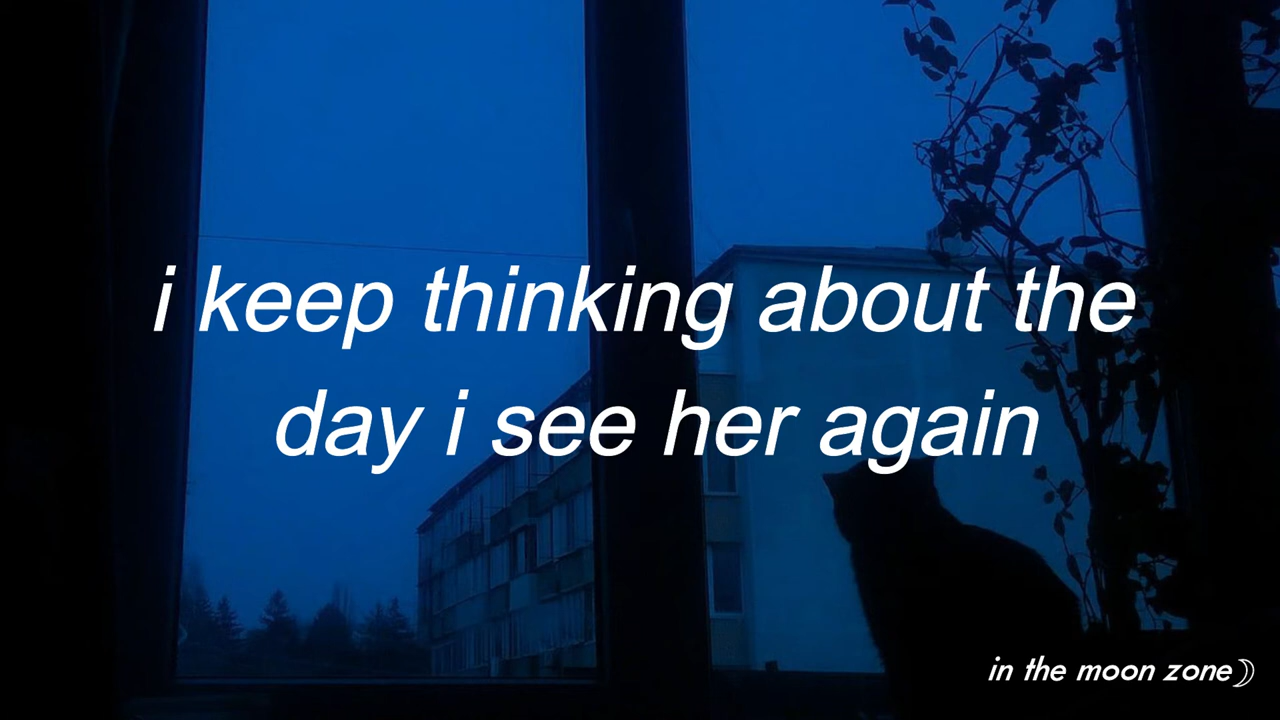 i keep thinking about the
day i see her again
in the moon zone☽